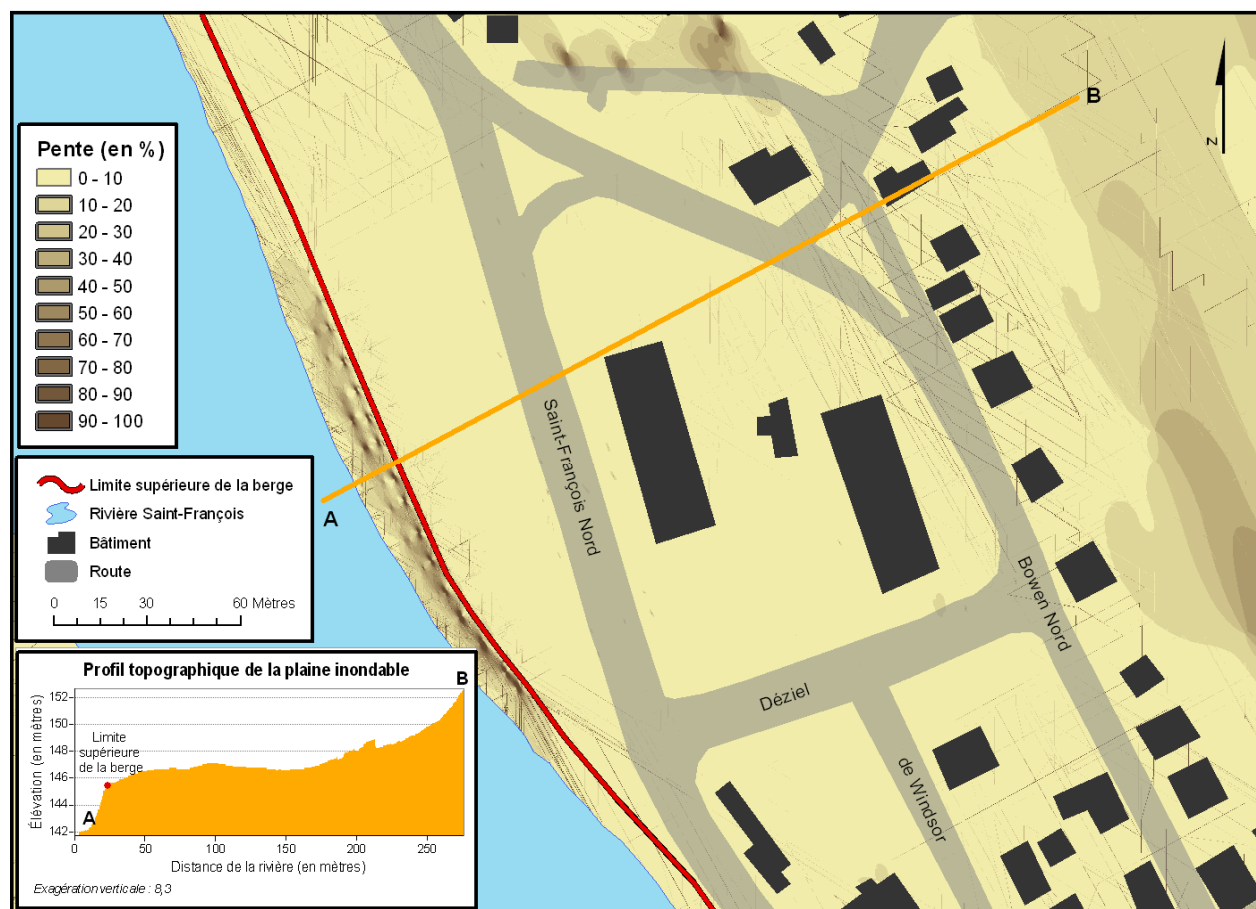 B
N
Pente (en %)
0 - 10
10 - 20
20 - 30
30 - 40
40 - 50
50 - 60
60 - 70
70 - 80
80 - 90
90 - 100
Limite supérieure de la berge
Rivière Saint-François
Bâtiment
Route
0 15 30 60 Mètres
A
Saint-François Nord
Bowen Nord
Déziel
de Windsor
Profil topographique de la plaine inondable
B
Élévation (en mètres)
152
150
148
146
144
142
Limite
supérieure
de la berge
A
0 50 100 150 200 250
Distance de la rivière (en mètres)
Exagération verticale : 8,3